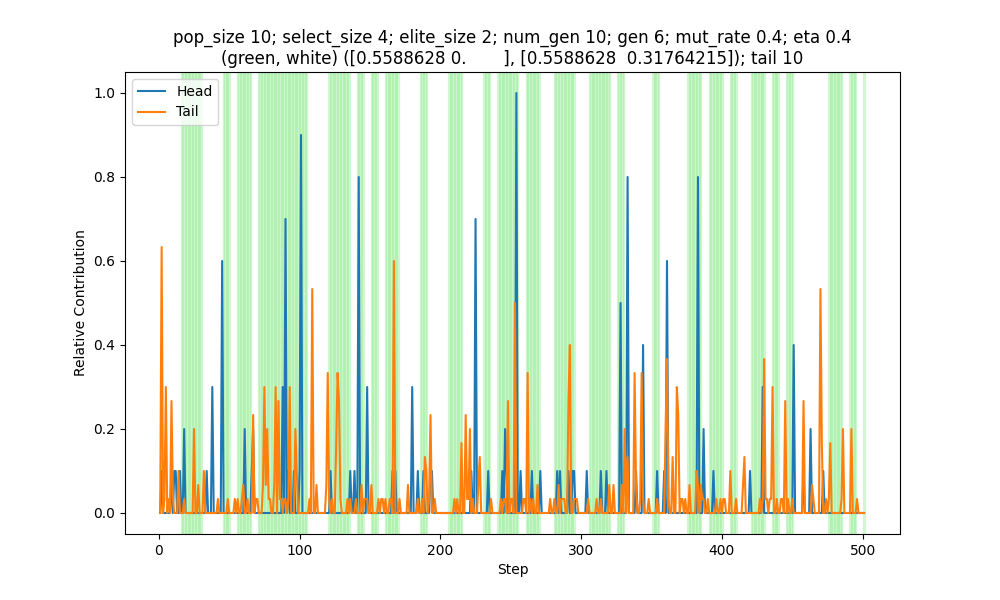 pop_size 10; select_size 4; elite_size 2; num_gen 10; gen 6; mut_rate 0.4; eta 0.4
(green, white) ([0.5588628 0.       ], [0.5588628  0.31764215]); tail 10
Head
Tail
1.0
0.8
0.6
0.4
0.2
0.0
Relative Contribution
0 100 200 300 400 500
Step